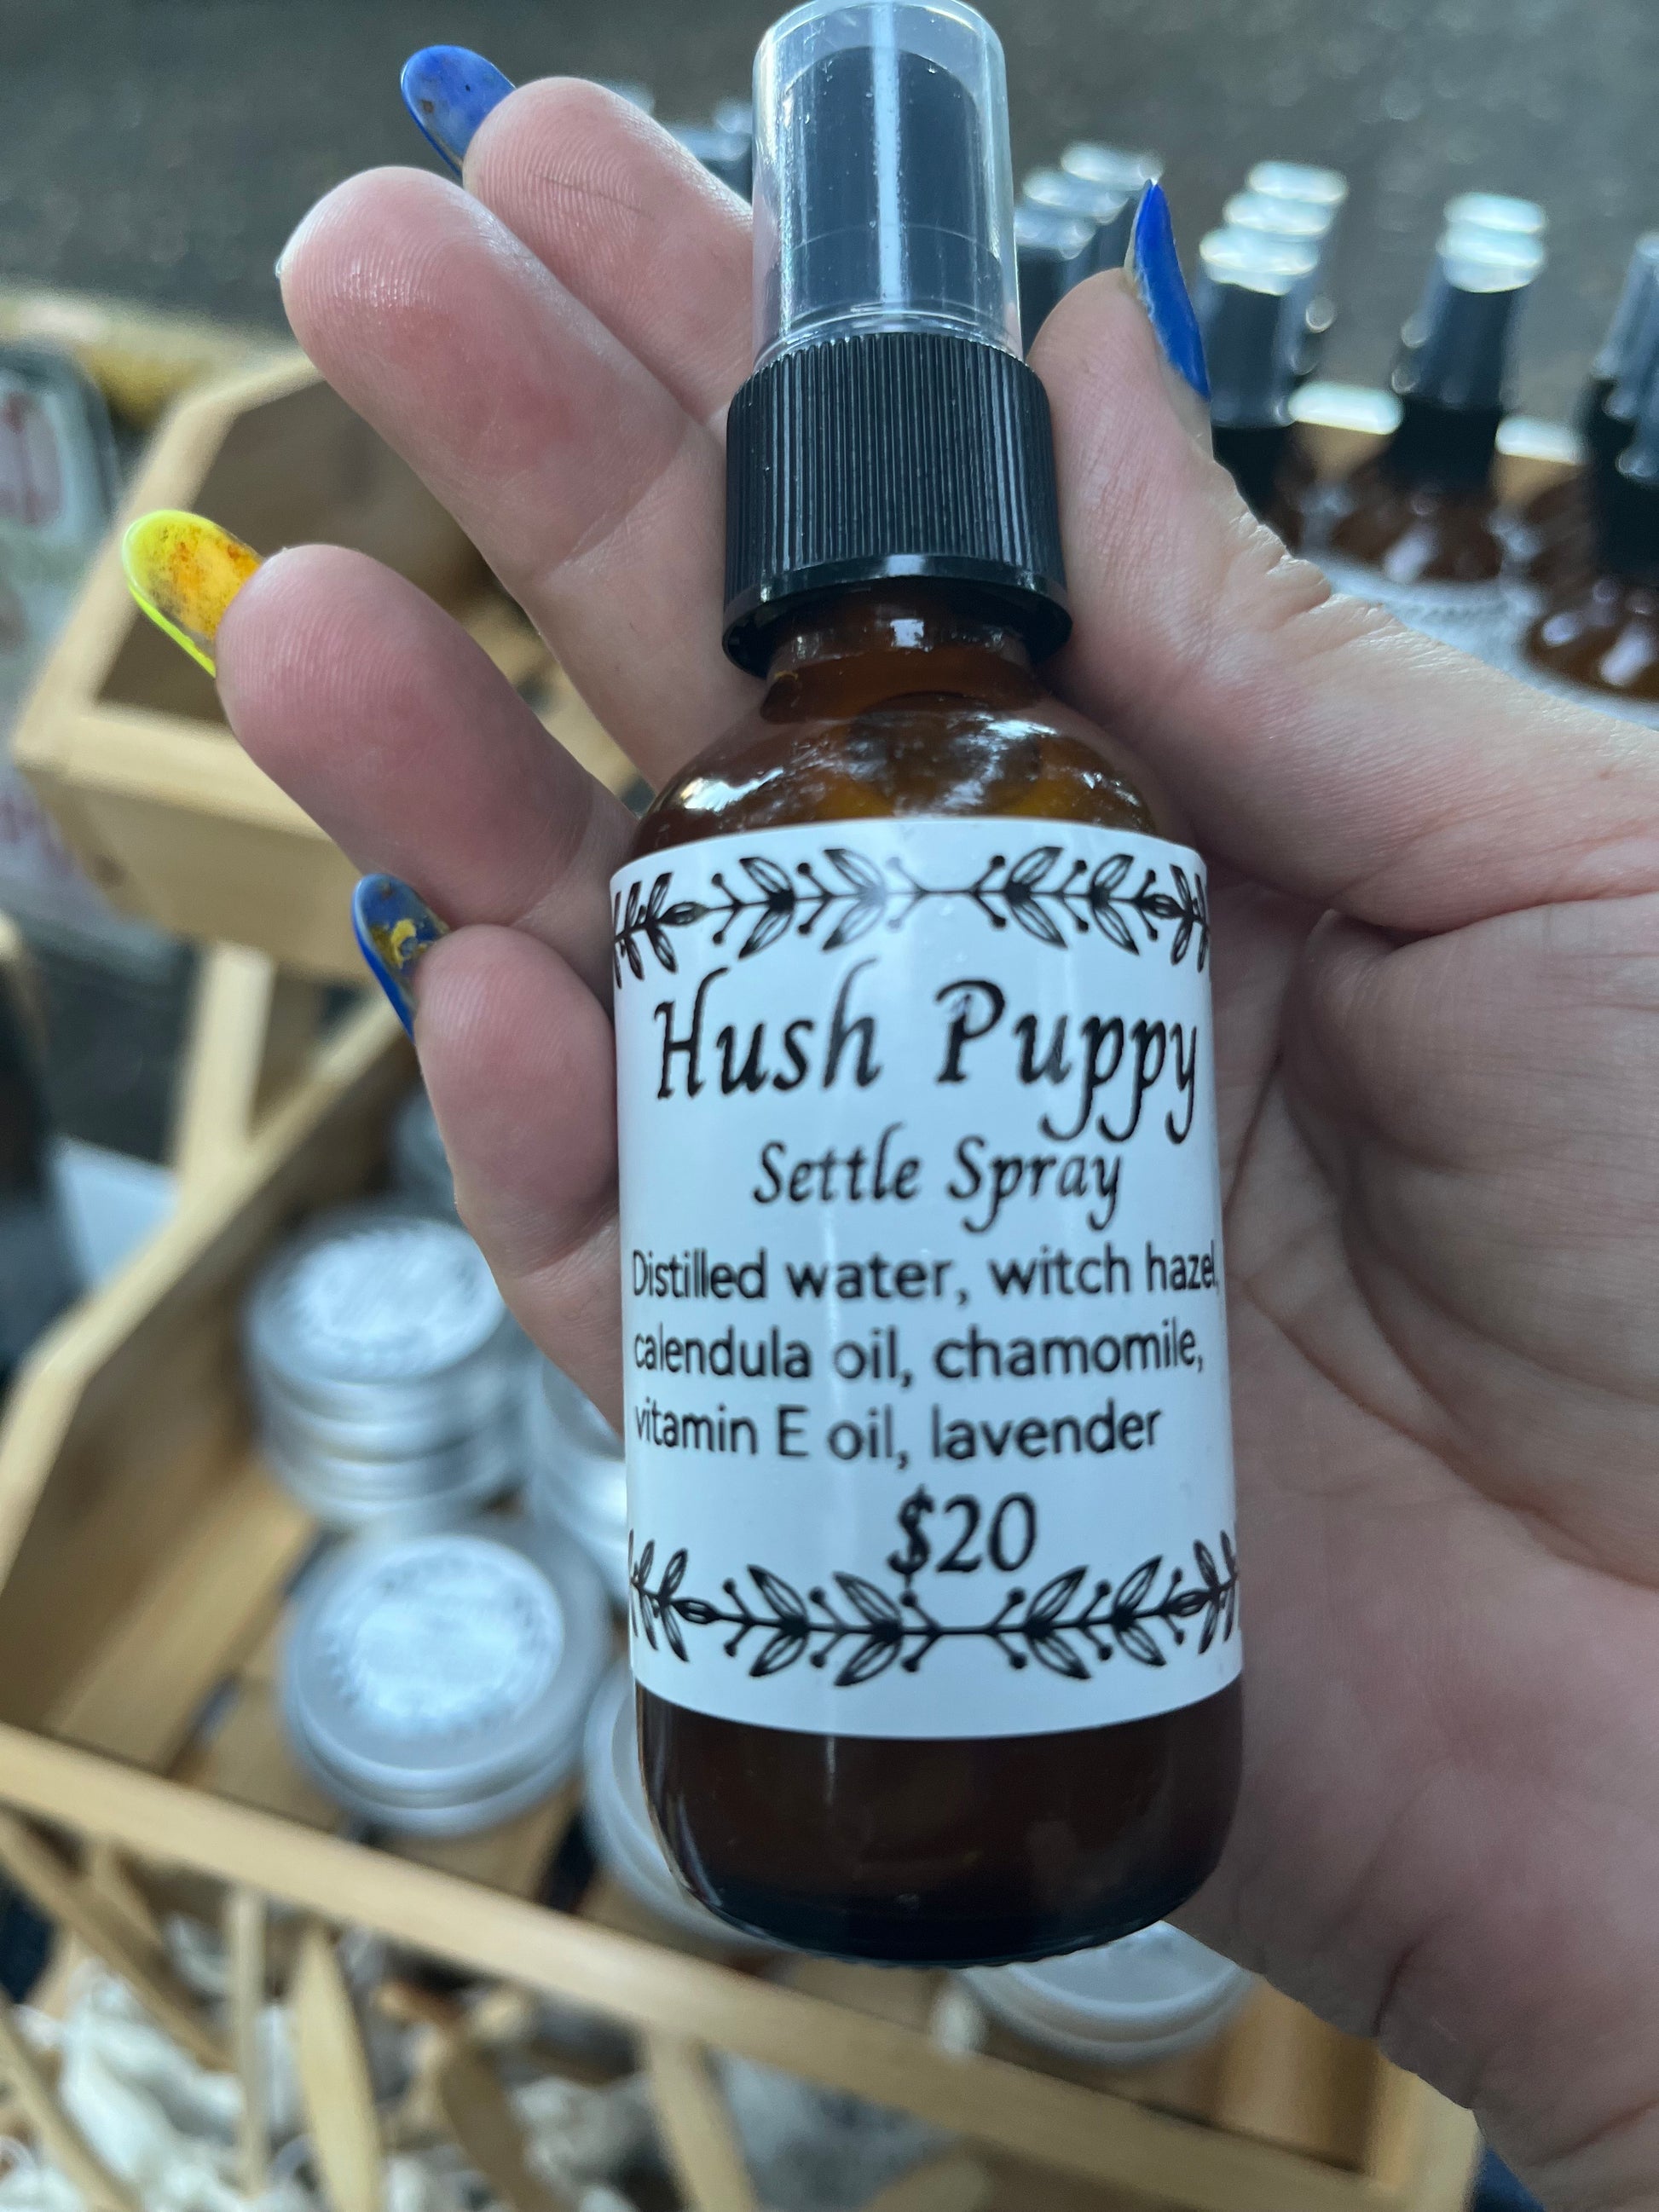 Hush Puppy
Settle Spray
Distilled water, witch hazel,
calendula oil, chamomile,
vitamin E oil, lavender
$20